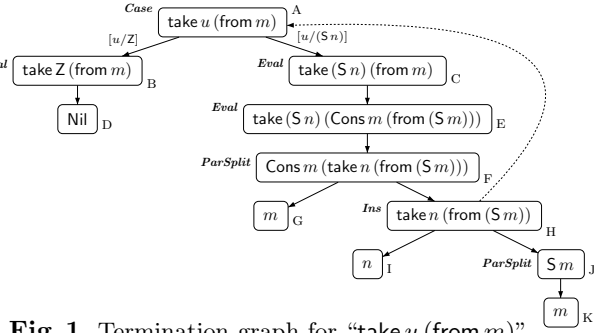 Case
take u (from m)
A
[u/Z]
[u/(S n)]
al
take Z (from m)
B
Eval
take (S n) (from m)
C
Nil
D
Eval
take (S n) (Cons m (from (S m)))
E
ParSplit
Cons m (take n (from (S m)))
F
m
G
Ins
take n (from (S m))
H
n
I
ParSplit
S m
J
m
K
Fig. 1. Termination graph for “take u (from m)”